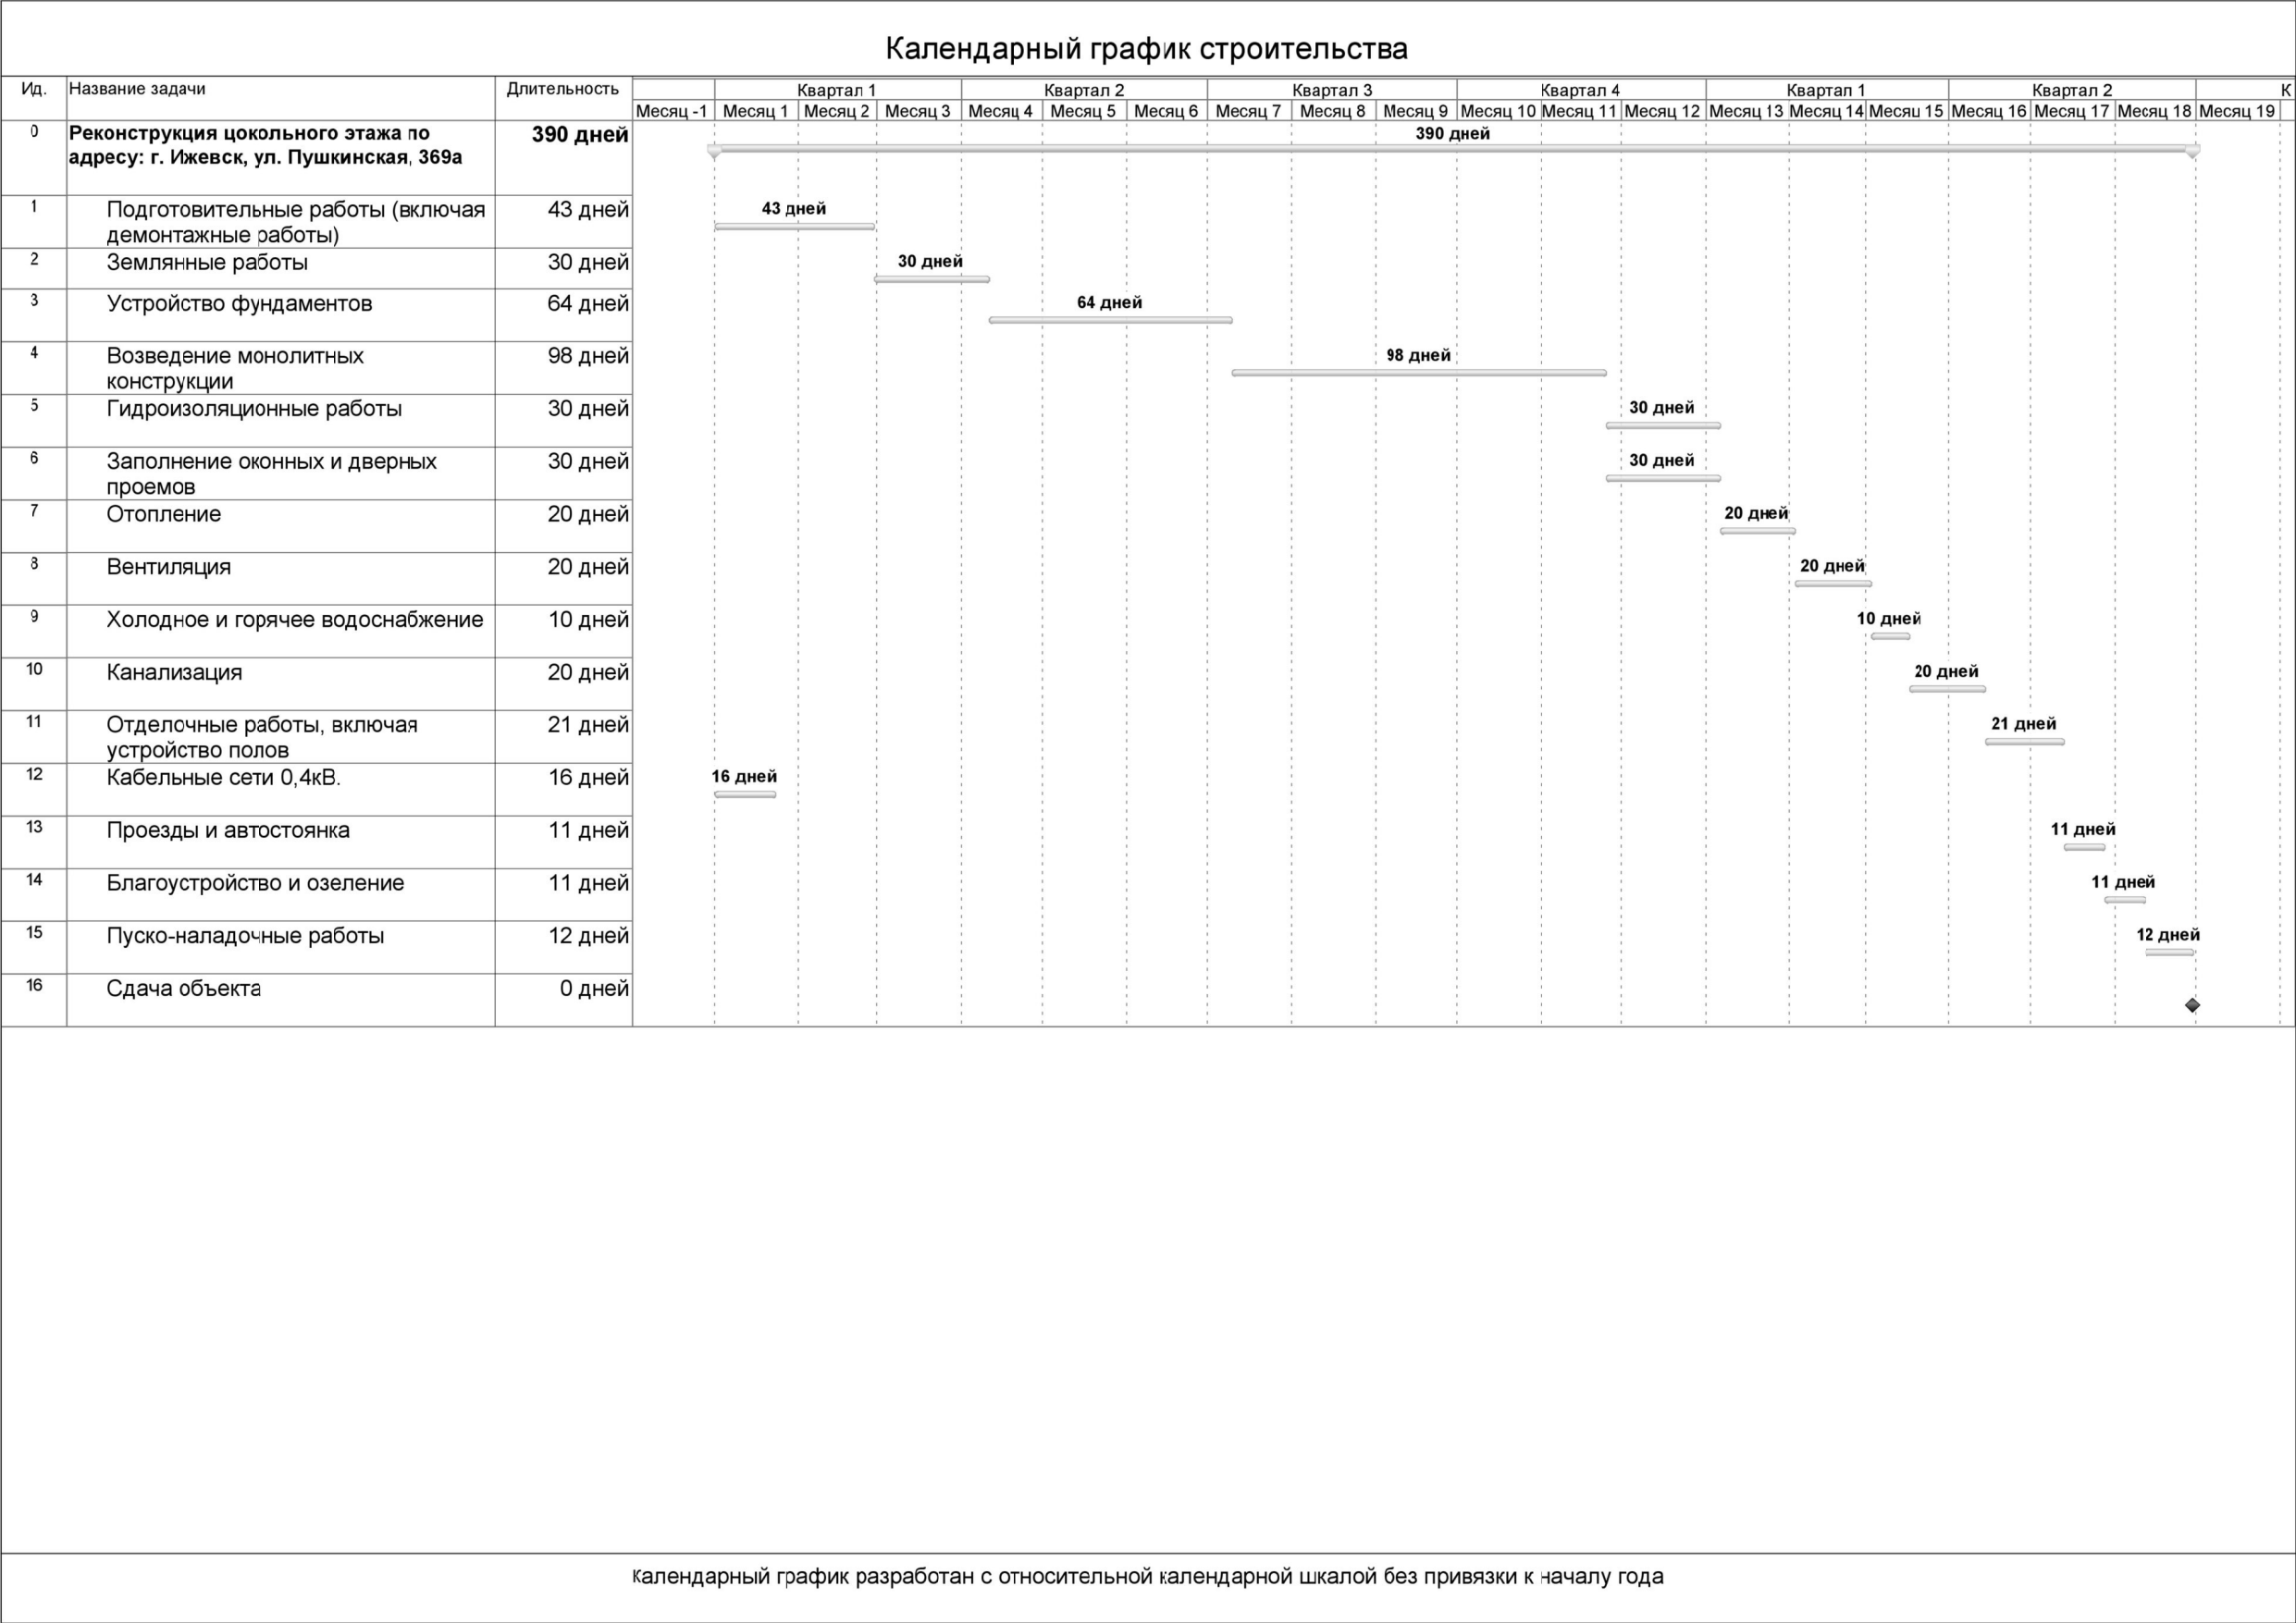 Календарный график строительства
Ид. Название задачи Длительность Квартал 1 Квартал 2 Квартал 3 Квартал 4 Квартал 1 Квартал 2 К
Месяц -1 Месяц 1 Месяц 2 Месяц 3 Месяц 4 Месяц 5 Месяц 6 Месяц 7 Месяц 8 Месяц 9 Месяц 10 Месяц 11 Месяц 12 Месяц 13 Месяц 14 Месяц 15 Месяц 16 Месяц 17 Месяц 18 Месяц 19
0 Реконструкция цокольного этажа по 390 дней 390 дней
адресу: г. Ижевск, ул. Пушкинская, 369а
1 Подготовительные работы (включая 43 дней 43 дней
демонтажные работы)
2 Землянные работы 30 дней 30 дней
3 Устройство фундаментов 64 дней 64 дней
4 Возведение монолитных 98 дней 98 дней
конструкции
5 Гидроизоляционные работы 30 дней 30 дней
6 Заполнение оконных и дверных 30 дней 30 дней
проемов
7 Отопление 20 дней 20 дней
8 Вентиляция 20 дней 20 дней
9 Холодное и горячее водоснабжение 10 дней 10 дней
10 Канализация 20 дней 20 дней
11 Отделочные работы, включая 21 дней 21 дней
устройство полов
12 Кабельные сети 0,4кВ. 16 дней 16 дней
13 Проезды и автостоянка 11 дней 11 дней
14 Благоустройство и озеление 11 дней 11 дней
15 Пуско-наладочные работы 12 дней 12 дней
16 Сдача объекта 0 дней
Календарный график разработан с относительной календарной шкалой без привязки к началу года